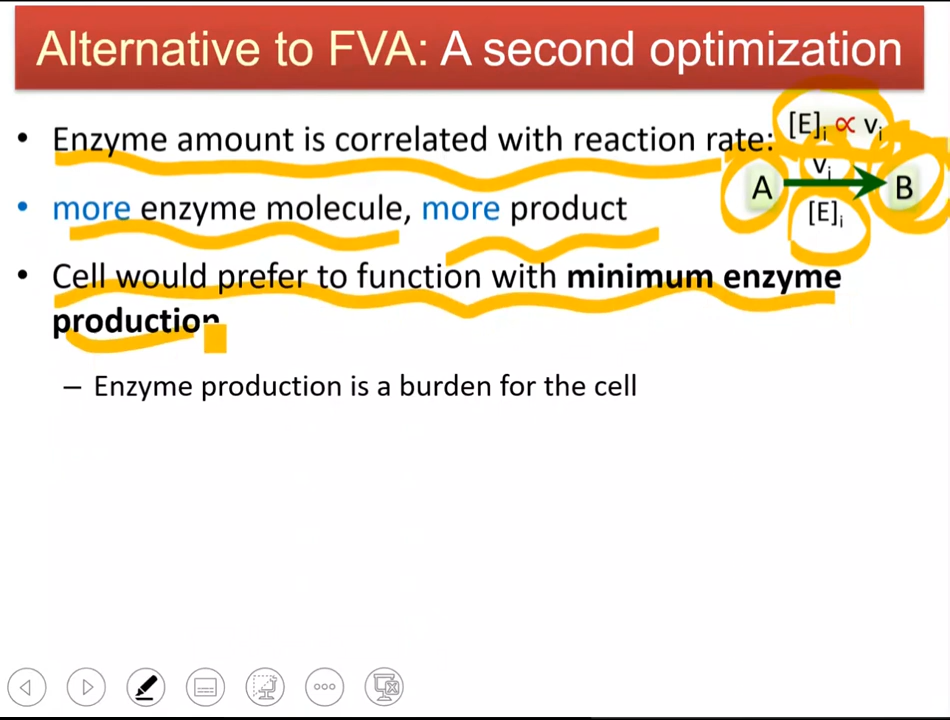 Alternative to FVA: A second optimization
• Enzyme amount is correlated with reaction rate: [E]i ∝ vi
A vi B
[E]i
• more enzyme molecule, more product
• Cell would prefer to function with minimum enzyme
production
– Enzyme production is a burden for the cell